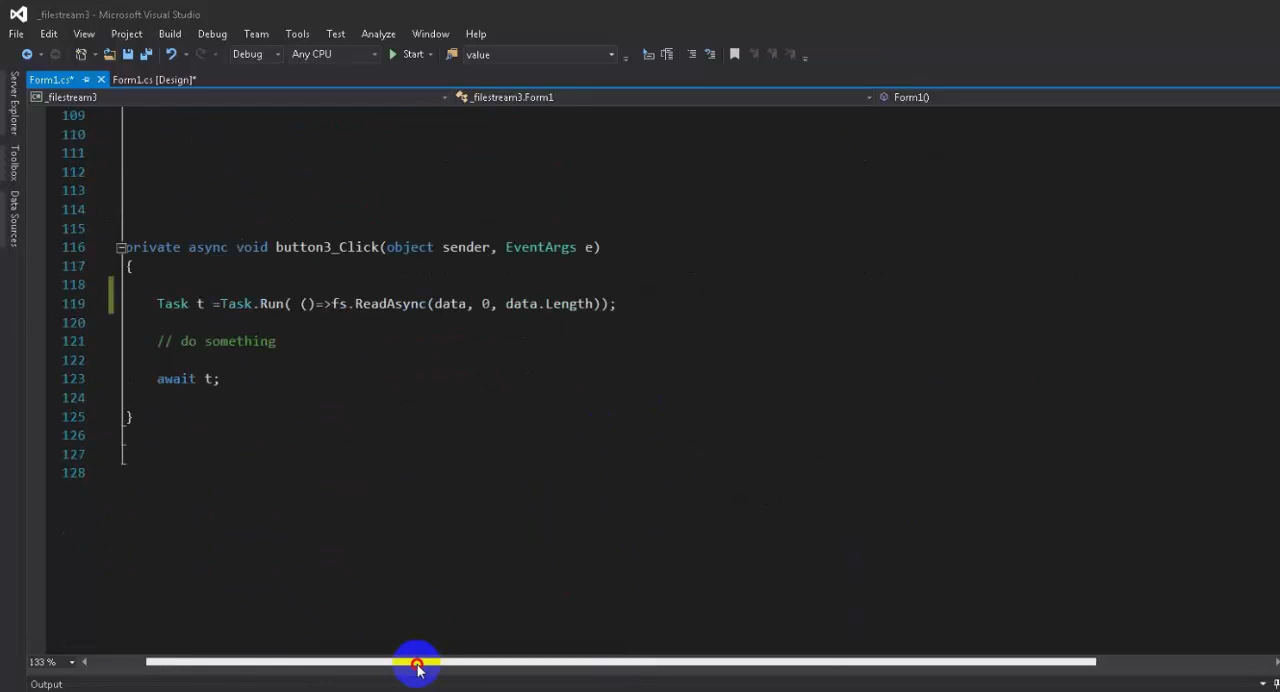 _filestream3 - Microsoft Visual Studio
File Edit View Project Build Debug Team Tools Test Analyze Window Help
Debug Any CPU Start value
Form1.cs* Form1.cs [Design]*
_filestream3 _filestream3.Form1 Form1()
Server Explorer
Toolbox
Data Sources
109
110
111
112
113
114
115
116 private async void button3_Click(object sender, EventArgs e)
117 {
118
119 Task t =Task.Run( ()=>fs.ReadAsync(data, 0, data.Length));
120
121 // do something
122
123 await t;
124
125 }
126
127
128
133 %
Output